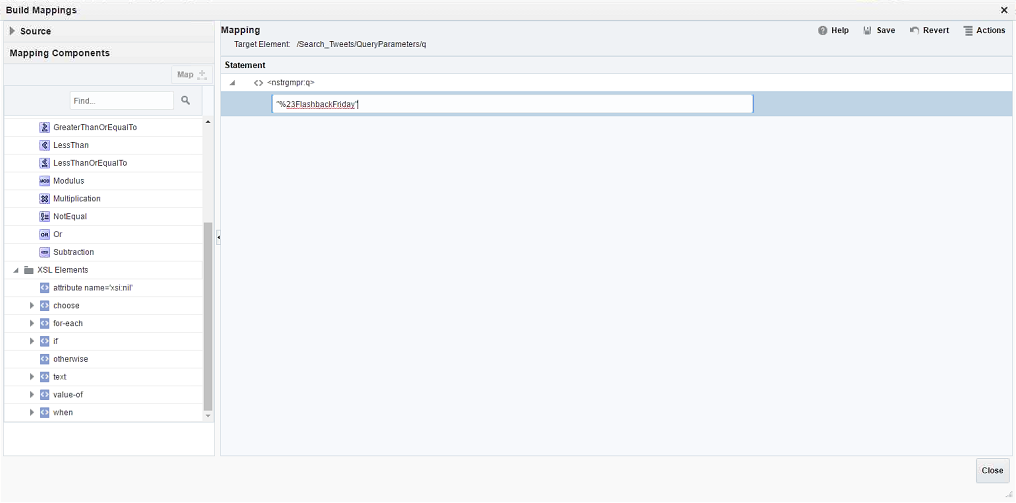 Build Mappings
Source
Mapping Components
Map
Find...
GreaterThanOrEqualTo
LessThan
LessThanOrEqualTo
MOD Modulus
Multiplication
NotEqual
OR Or
Subtraction
XSL Elements
attribute name='xsi:nil'
choose
for-each
if
otherwise
text
value-of
when
Mapping
Help Save Revert Actions
Target Element: /Search_Tweets/QueryParameters/q
Statement
<> <nstrgmpr:q>
"%23FlashbackFriday"
Close